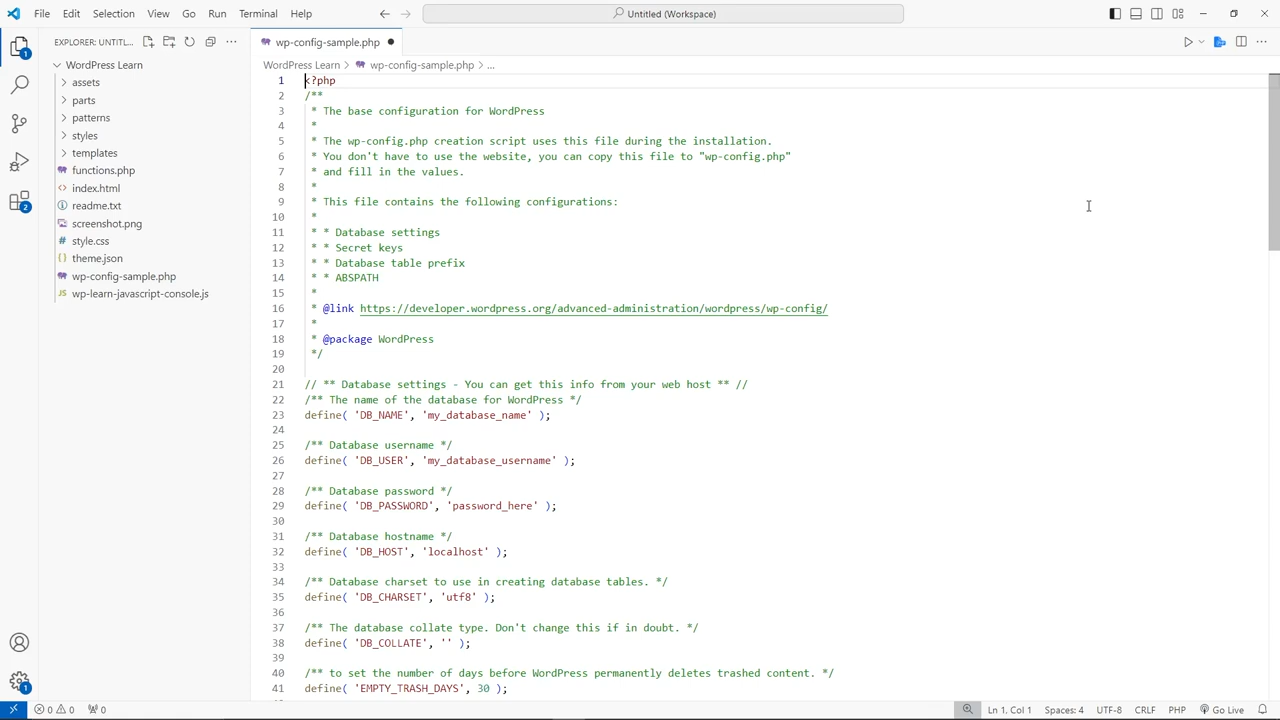 File Edit Selection View Go Run Terminal Help
Untitled (Workspace)
EXPLORER: UNTITL...
wp-config-sample.php
WordPress Learn
assets
parts
patterns
styles
templates
functions.php
index.html
readme.txt
screenshot.png
style.css
theme.json
wp-config-sample.php
wp-learn-javascript-console.js
1
2
2
1
WordPress Learn > wp-config-sample.php > ...
1 <?php
2 /**
3 * The base configuration for WordPress
4 *
5 * The wp-config.php creation script uses this file during the installation.
6 * You don't have to use the website, you can copy this file to "wp-config.php"
7 * and fill in the values.
8 *
9 * This file contains the following configurations:
10 *
11 * * Database settings
12 * * Secret keys
13 * * Database table prefix
14 * * ABSPATH
15 *
16 * @link https://developer.wordpress.org/advanced-administration/wordpress/wp-config/
17 *
18 * @package WordPress
19 */
20
21 // ** Database settings - You can get this info from your web host ** //
22 /** The name of the database for WordPress */
23 define( 'DB_NAME', 'my_database_name' );
24
25 /** Database username */
26 define( 'DB_USER', 'my_database_username' );
27
28 /** Database password */
29 define( 'DB_PASSWORD', 'password_here' );
30
31 /** Database hostname */
32 define( 'DB_HOST', 'localhost' );
33
34 /** Database charset to use in creating database tables. */
35 define( 'DB_CHARSET', 'utf8' );
36
37 /** The database collate type. Don't change this if in doubt. */
38 define( 'DB_COLLATE', '' );
39
40 /** to set the number of days before WordPress permanently deletes trashed content. */
41 define( 'EMPTY_TRASH_DAYS', 30 );
0 0 0 Ln 1, Col 1 Spaces: 4 UTF-8 CRLF PHP Go Live